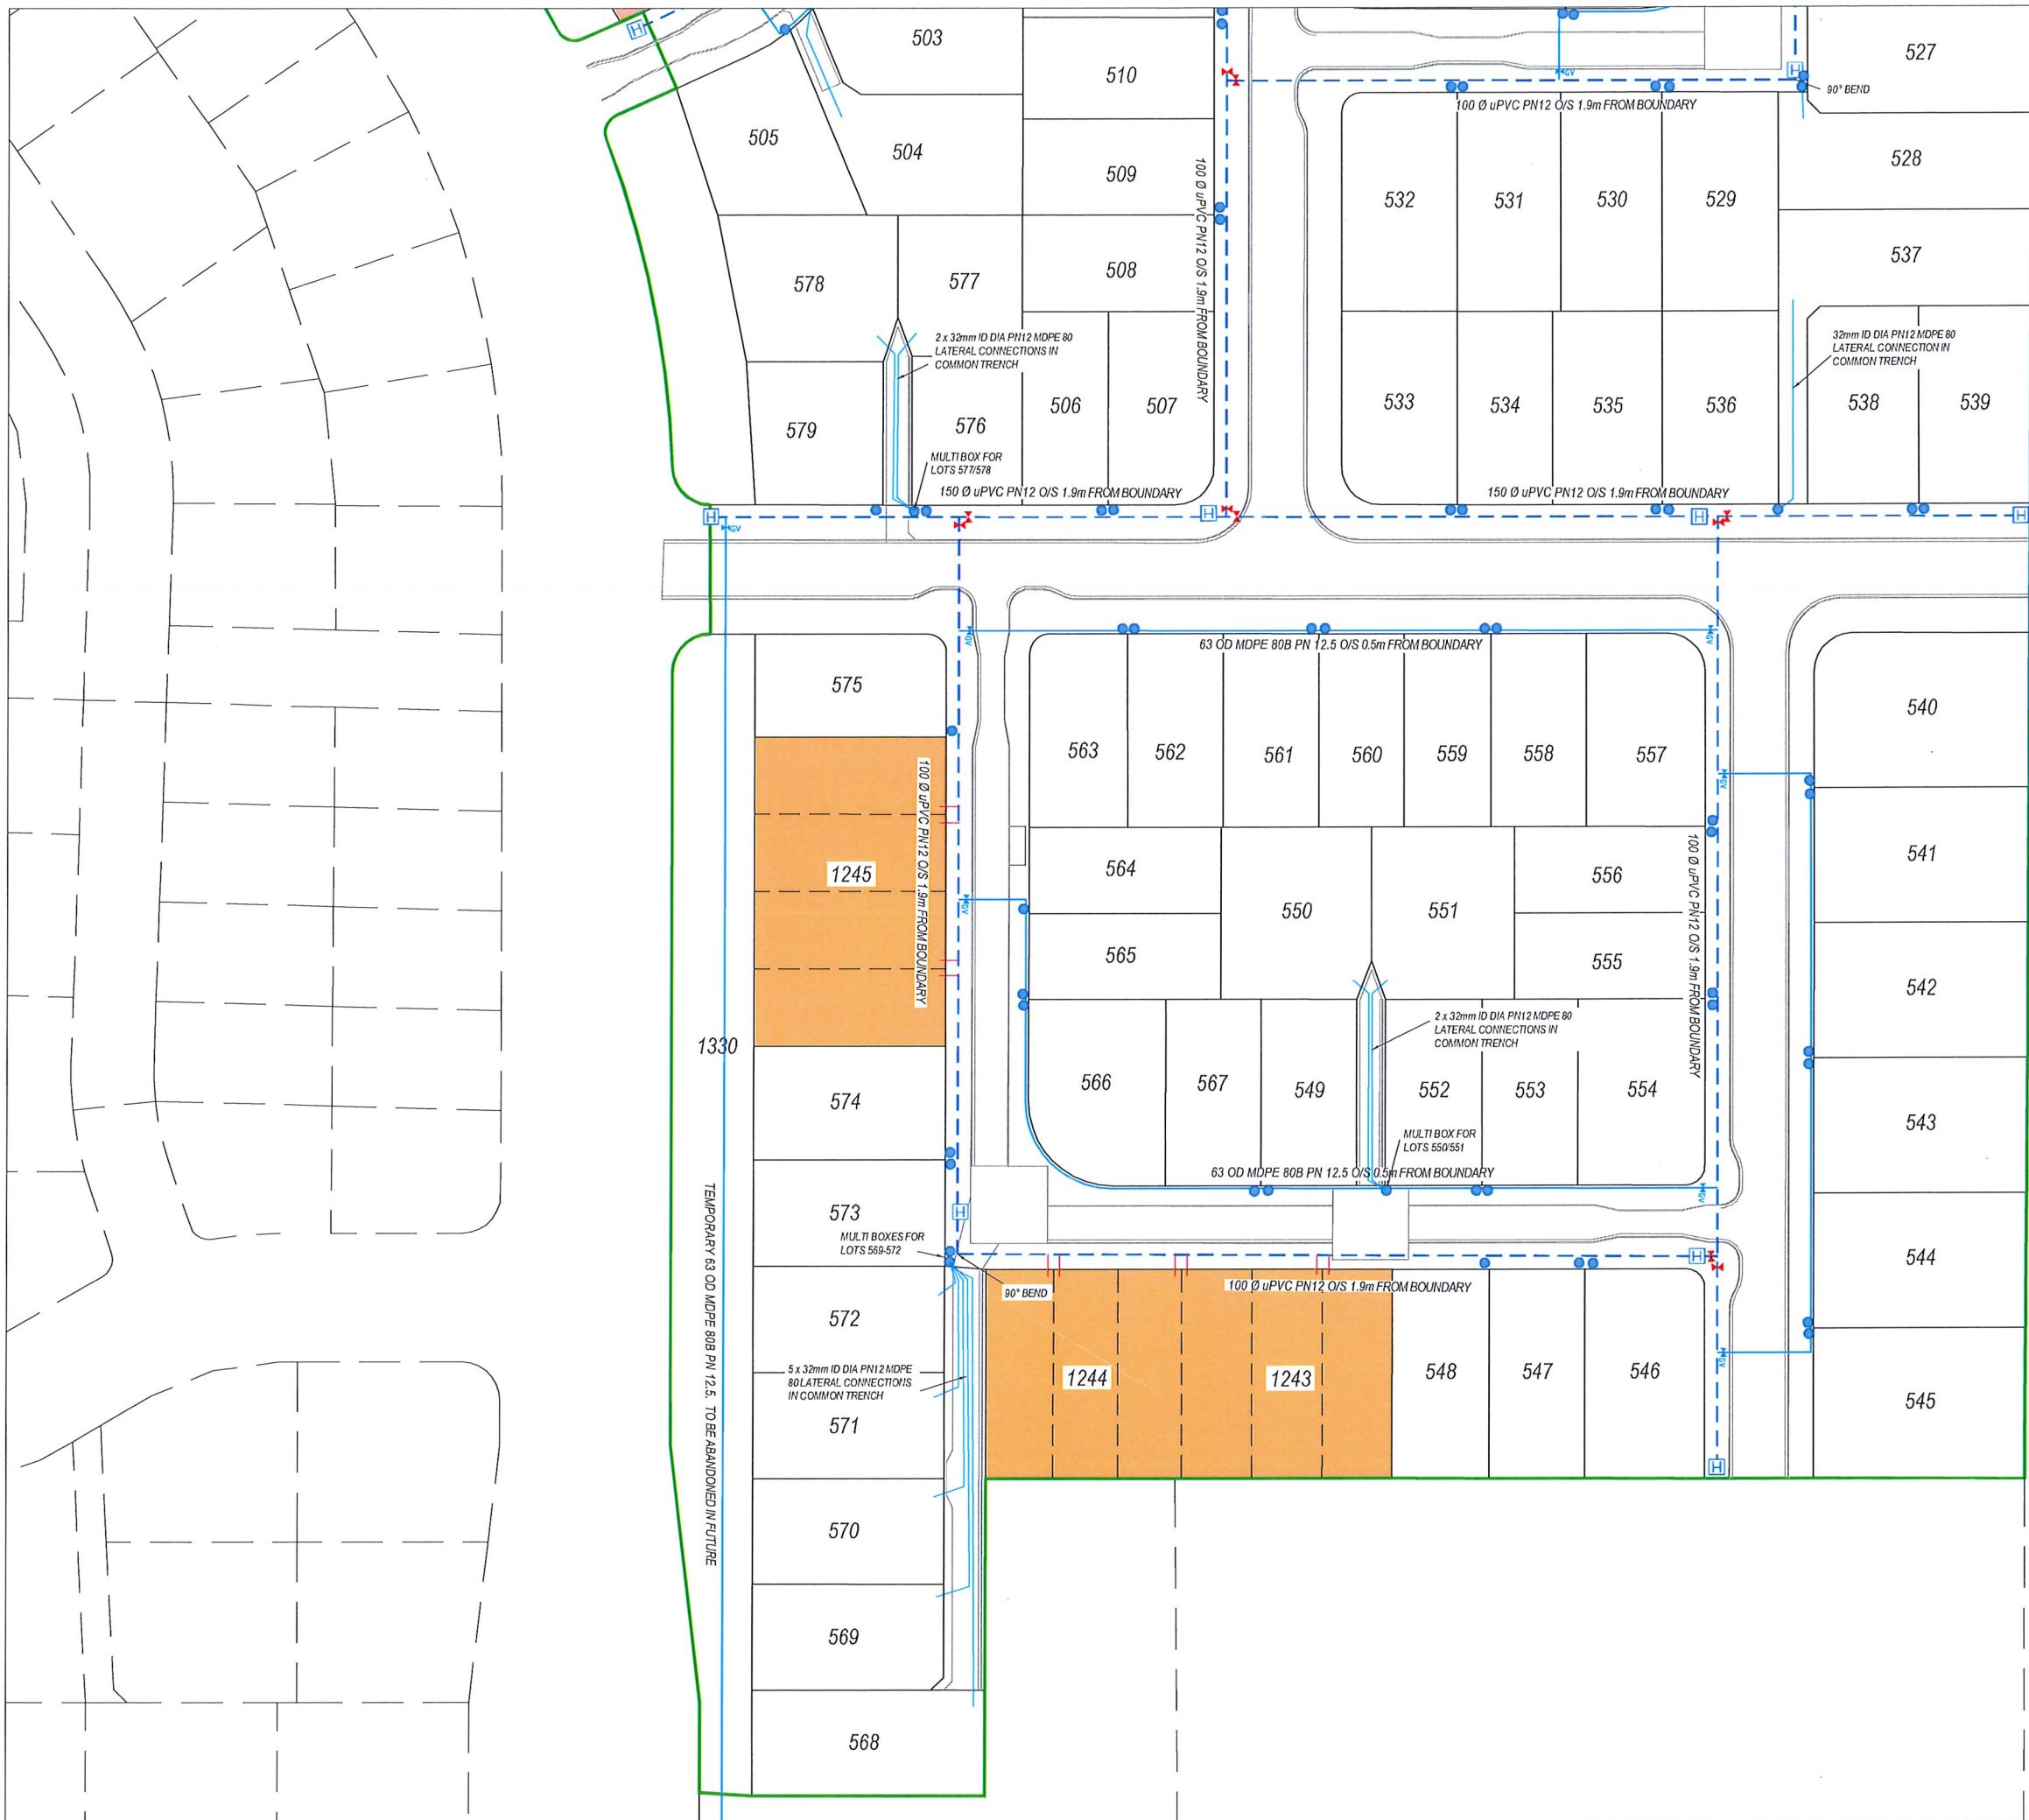 H
503
510
527
GV
H
90° BEND
100 Ø uPVC PN12 O/S 1.9m FROM BOUNDARY
505
504
509
528
100 Ø uPVC PN12 O/S 1.9m FROM BOUNDARY
532
531
530
529
578
577
508
537
2 x 32mm ID DIA PN12 MDPE 80
LATERAL CONNECTIONS IN
COMMON TRENCH
32mm ID DIA PN12 MDPE 80
LATERAL CONNECTION IN
COMMON TRENCH
579
576
506
507
533
534
535
536
538
539
MULTI BOX FOR
LOTS 577/578
150 Ø uPVC PN12 O/S 1.9m FROM BOUNDARY
150 Ø uPVC PN12 O/S 1.9m FROM BOUNDARY
H
GV
H
H
H
GV
63 OD MDPE 80B PN 12.5 O/S 0.5m FROM BOUNDARY
GV
575
563
562
561
560
559
558
557
540
GV
100 Ø uPVC PN12 O/S 1.9m FROM BOUNDARY
1245
564
550
551
556
541
100 Ø uPVC PN12 O/S 1.9m FROM BOUNDARY
GV
565
555
542
1330
574
566
567
549
2 x 32mm ID DIA PN12 MDPE 80
LATERAL CONNECTIONS IN
COMMON TRENCH
552
553
554
543
MULTI BOX FOR
LOTS 550/551
63 OD MDPE 80B PN 12.5 O/S 0.5m FROM BOUNDARY
GV
573
H
MULTI BOXES FOR
LOTS 569-572
H
544
90° BEND
100 Ø uPVC PN12 O/S 1.9m FROM BOUNDARY
TEMPORARY 63 OD MDPE 80B PN 12.5. TO BE ABANDONED IN FUTURE
572
5 x 32mm ID DIA PN12 MDPE
80 LATERAL CONNECTIONS
IN COMMON TRENCH
1244
1243
548
547
546
GV
545
571
H
570
569
568